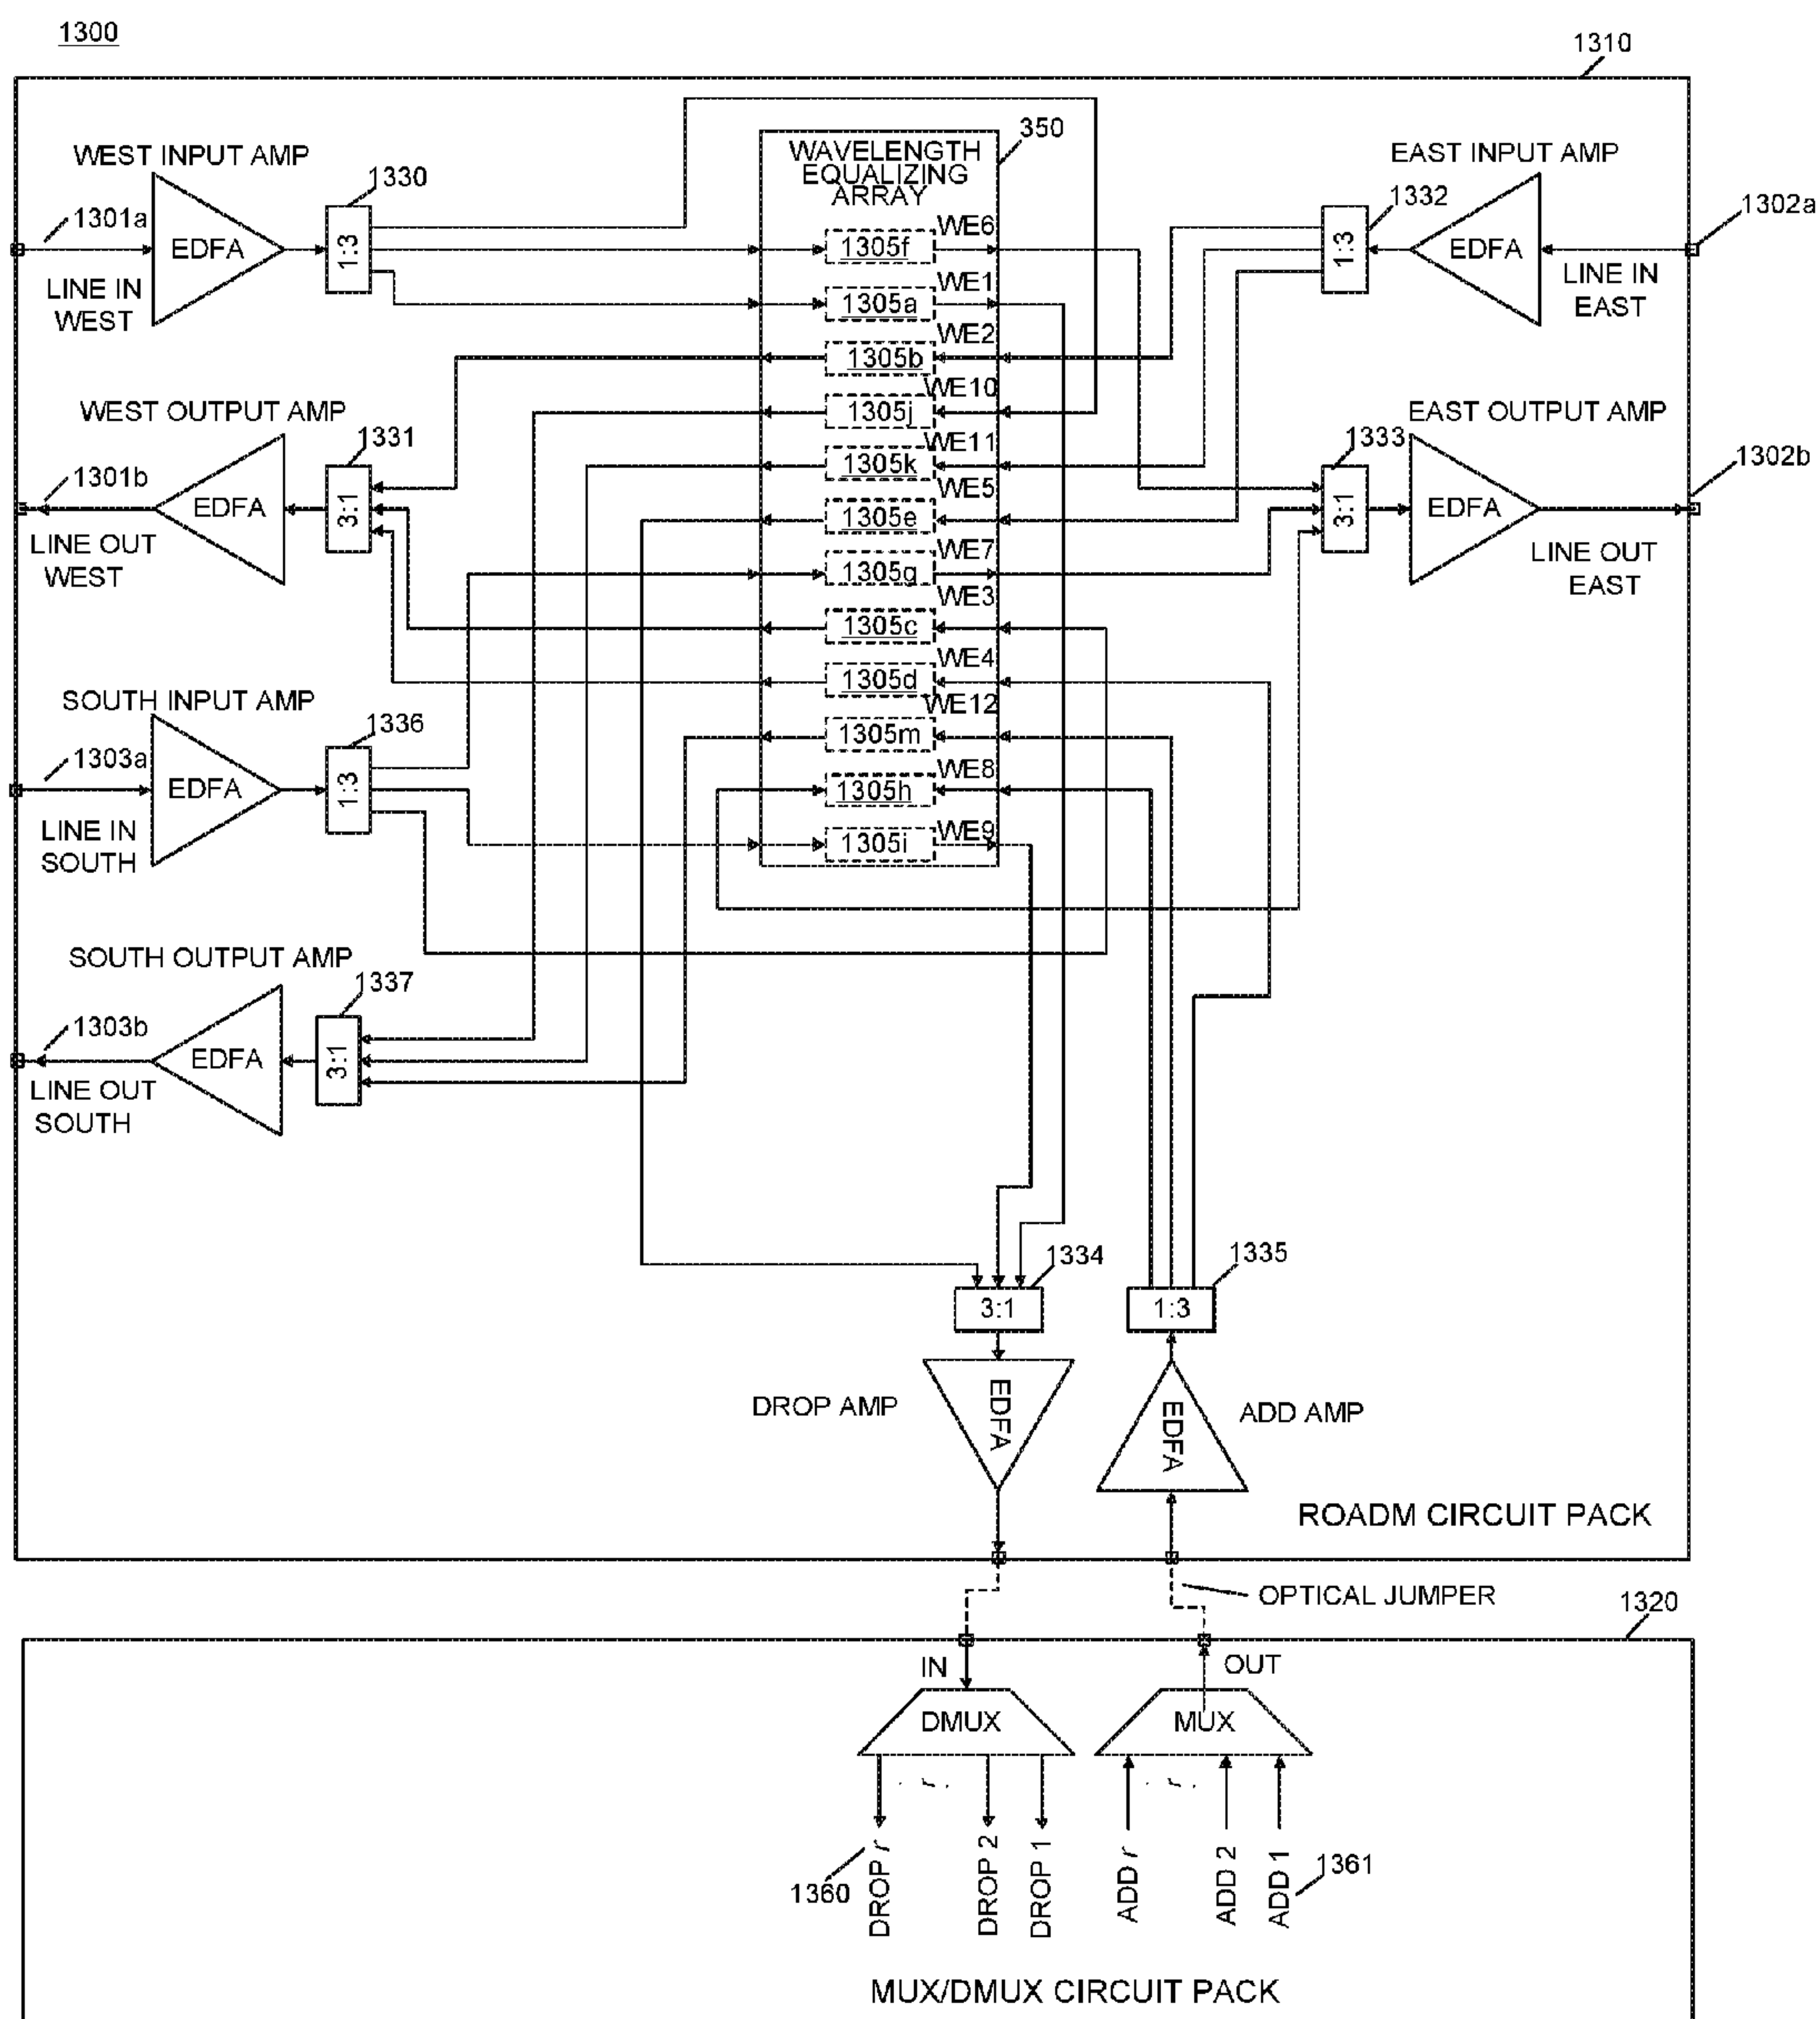 1300
1310
350
WEST INPUT AMP
1330
1301a
EDFA
1:3
LINE IN
WEST
WAVELENGTH
EQUALIZING
ARRAY
EAST INPUT AMP
1332
1302a
1:3
EDFA
LINE IN
EAST
WE6
1305f
WE1
1305a
WE2
1305b
WE10
1305j
WE11
1305k
WE5
1305e
WE7
1305g
WE3
1305c
WE4
1305d
WE12
1305m
WE8
1305h
WE9
1305i
WEST OUTPUT AMP
1331
1301b
EDFA
3:1
LINE OUT
WEST
EAST OUTPUT AMP
1333
1302b
3:1
EDFA
LINE OUT
EAST
SOUTH INPUT AMP
1336
1303a
EDFA
1:3
LINE IN
SOUTH
SOUTH OUTPUT AMP
1337
1303b
EDFA
3:1
LINE OUT
SOUTH
1334
3:1
1335
1:3
DROP AMP
EDFA
EDFA
ADD AMP
ROADM CIRCUIT PACK
OPTICAL JUMPER
1320
IN
OUT
DMUX
MUX
. r .
. r .
1360
DROP r
DROP 2
DROP 1
ADD r
ADD 2
ADD 1
1361
MUX/DMUX CIRCUIT PACK